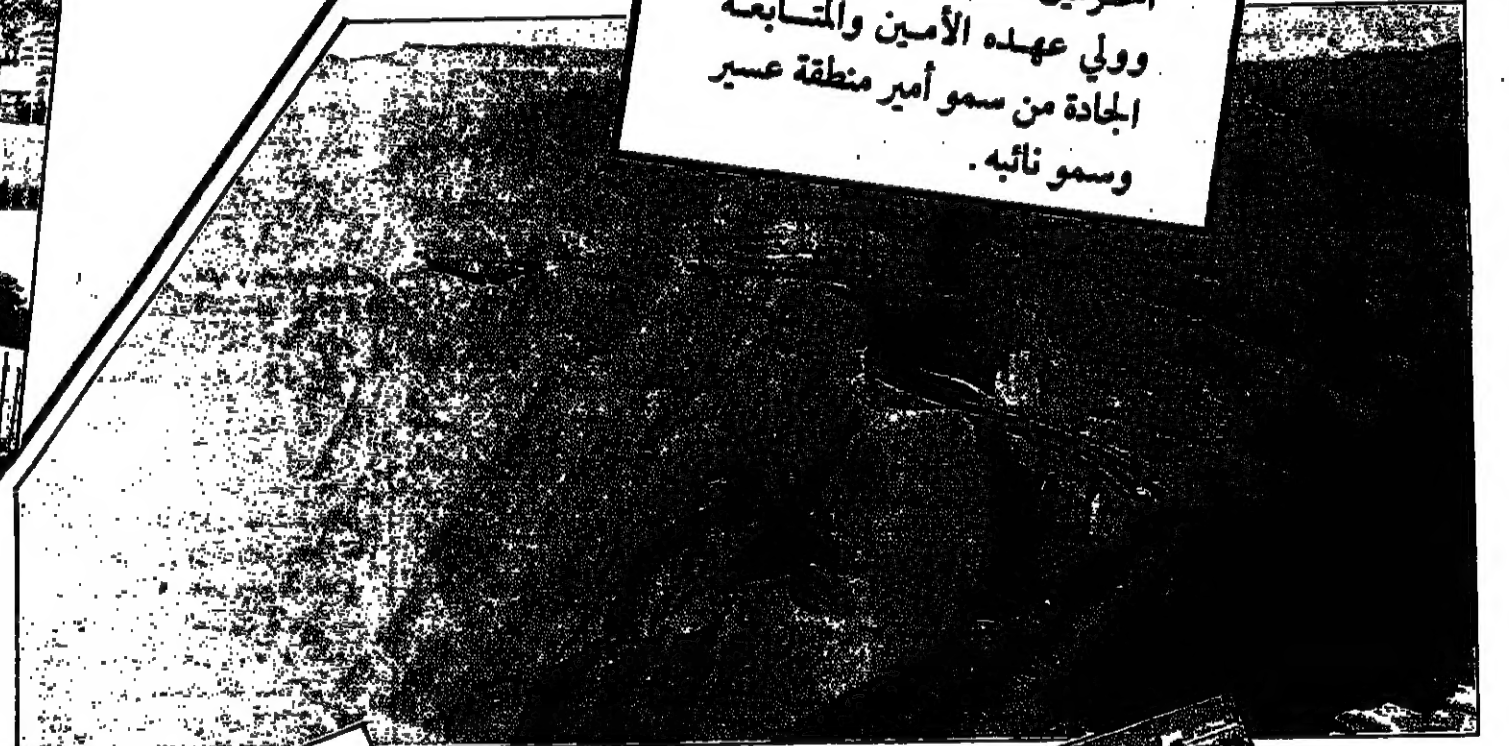 وولي عهده الأمين والمتابعة
الجادة من سمو أمير منطقة عسير
وسمو نائبه .